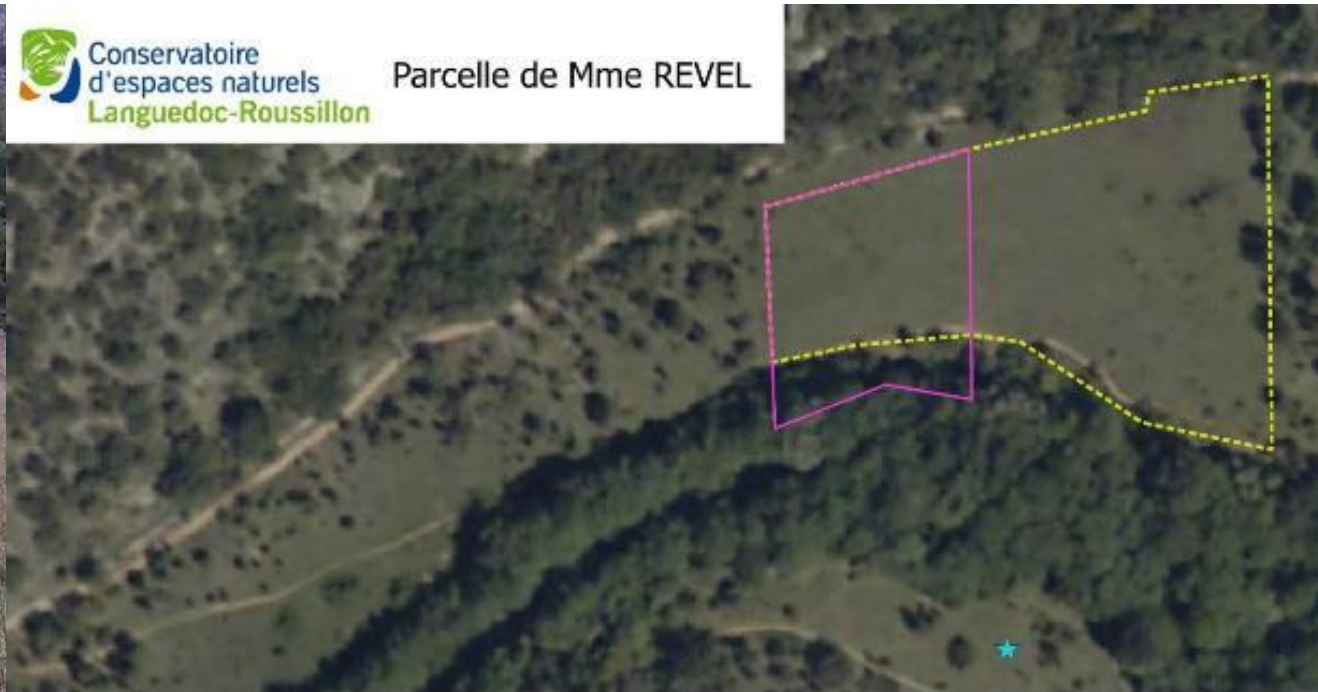 Conservatoire
d'espaces naturels
Languedoc-Roussillon
Parcelle de Mme REVEL